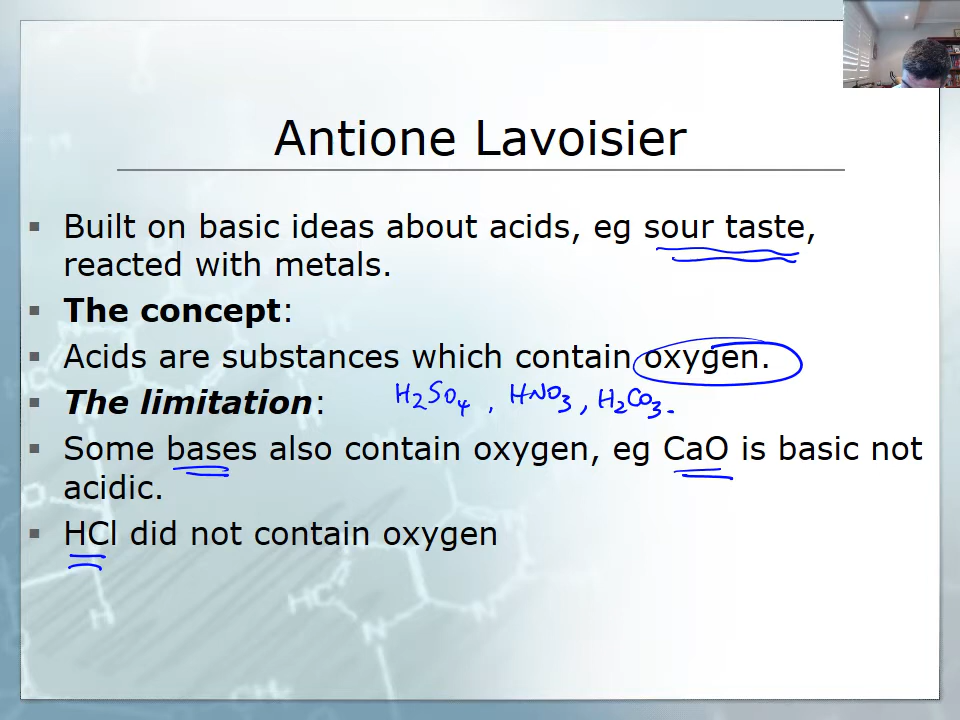 Antione Lavoisier
▪ Built on basic ideas about acids, eg sour taste,
reacted with metals.
▪ The concept:
▪ Acids are substances which contain oxygen.
▪ The limitation: H₂SO₄, HNO₃, H₂CO₃.
▪ Some bases also contain oxygen, eg CaO is basic not
acidic.
▪ HCl did not contain oxygen
H
HC
N
N